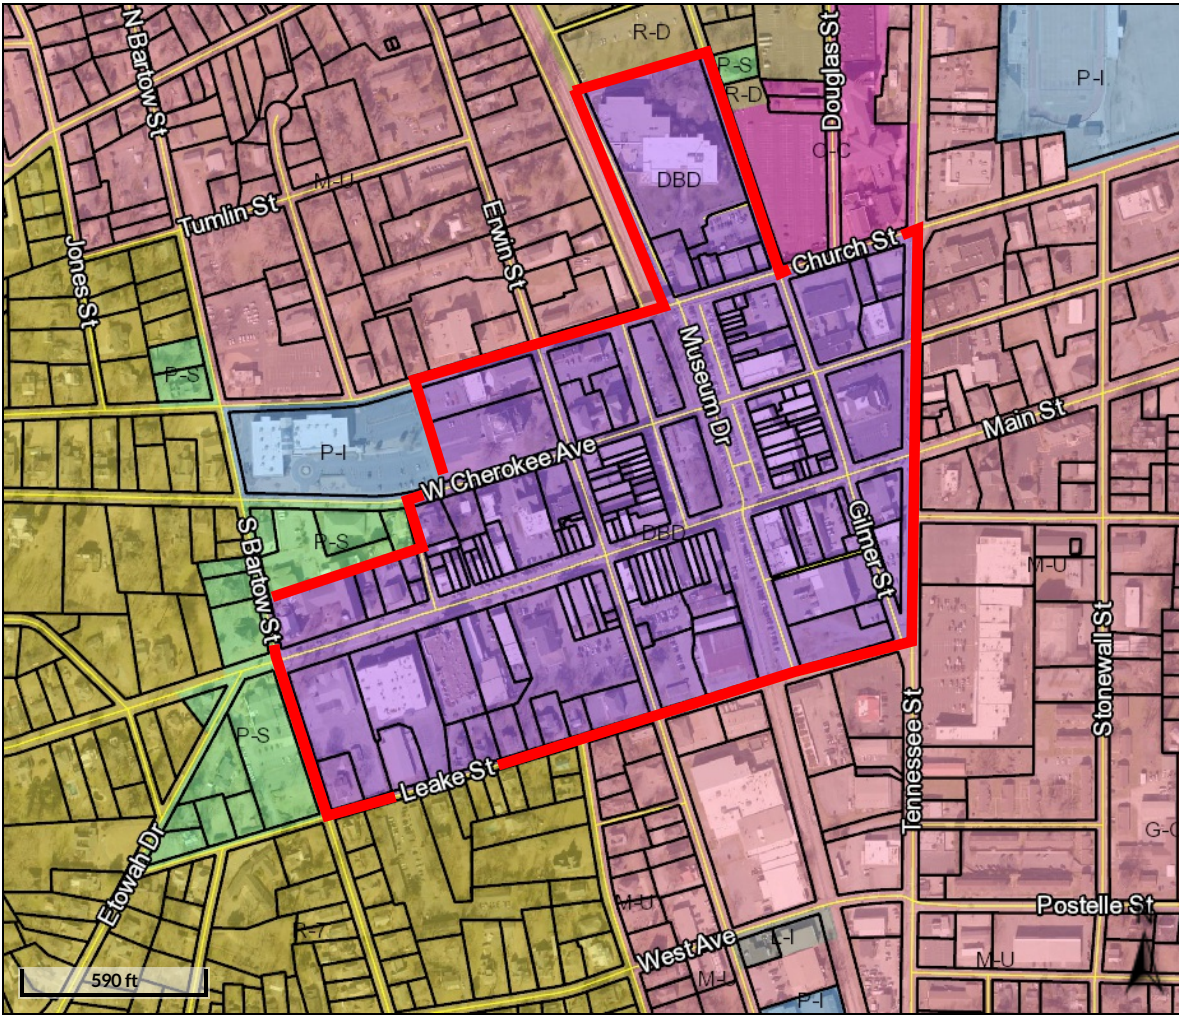 R-D
N Bartow St
Douglas St
P-S
P-I
R-D
C-C
M-U
DBD
Tumlin St
Erwin St
Jones St
Church St
Museum Dr
P-S
Main St
P-I
W Cherokee Ave
S Bartow St
P-S
DBD
Gilmer St
M-U
Stonewall St
P-S
Tennessee St
Leake St
G-C
Etowah Dr
M-U
Postelle St
R-7
West Ave
L-I
M-U
M-U
590 ft
P-I
N